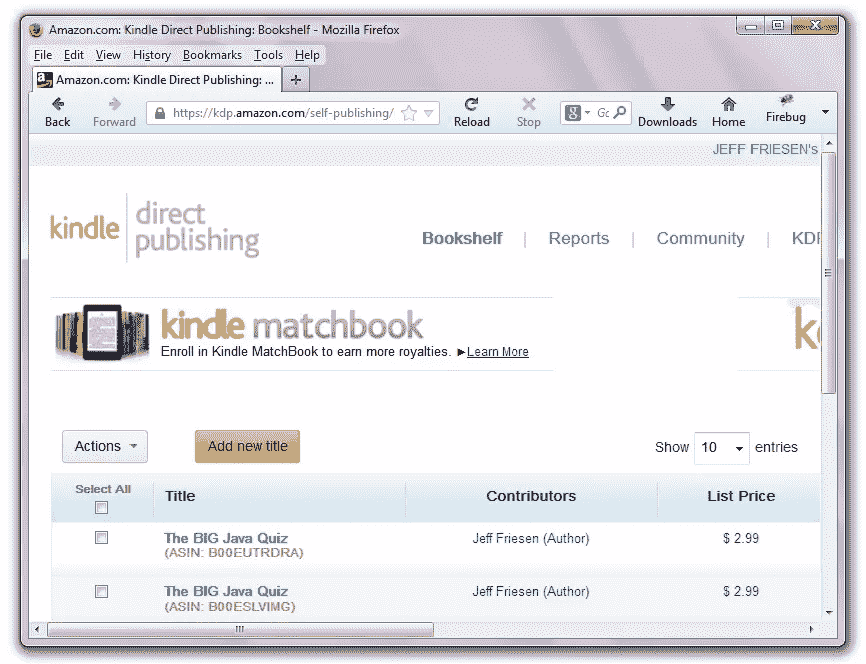 Amazon.com: Kindle Direct Publishing: Bookshelf - Mozilla Firefox
File Edit View History Bookmarks Tools Help
Amazon.com: Kindle Direct Publishing: ...
Back Forward https://kdp.amazon.com/self-publishing/ Reload Stop Downloads Home Firebug
JEFF FRIESEN's
kindle direct publishing
Bookshelf | Reports | Community | KDP
kindle matchbook
Enroll in Kindle MatchBook to earn more royalties. ►Learn More
Actions Add new title Show 10 entries
Select All Title Contributors List Price
The BIG Java Quiz Jeff Friesen (Author) $ 2.99
(ASIN: B00EUTRDRA)
The BIG Java Quiz Jeff Friesen (Author) $ 2.99
(ASIN: B00ESLVIMG)